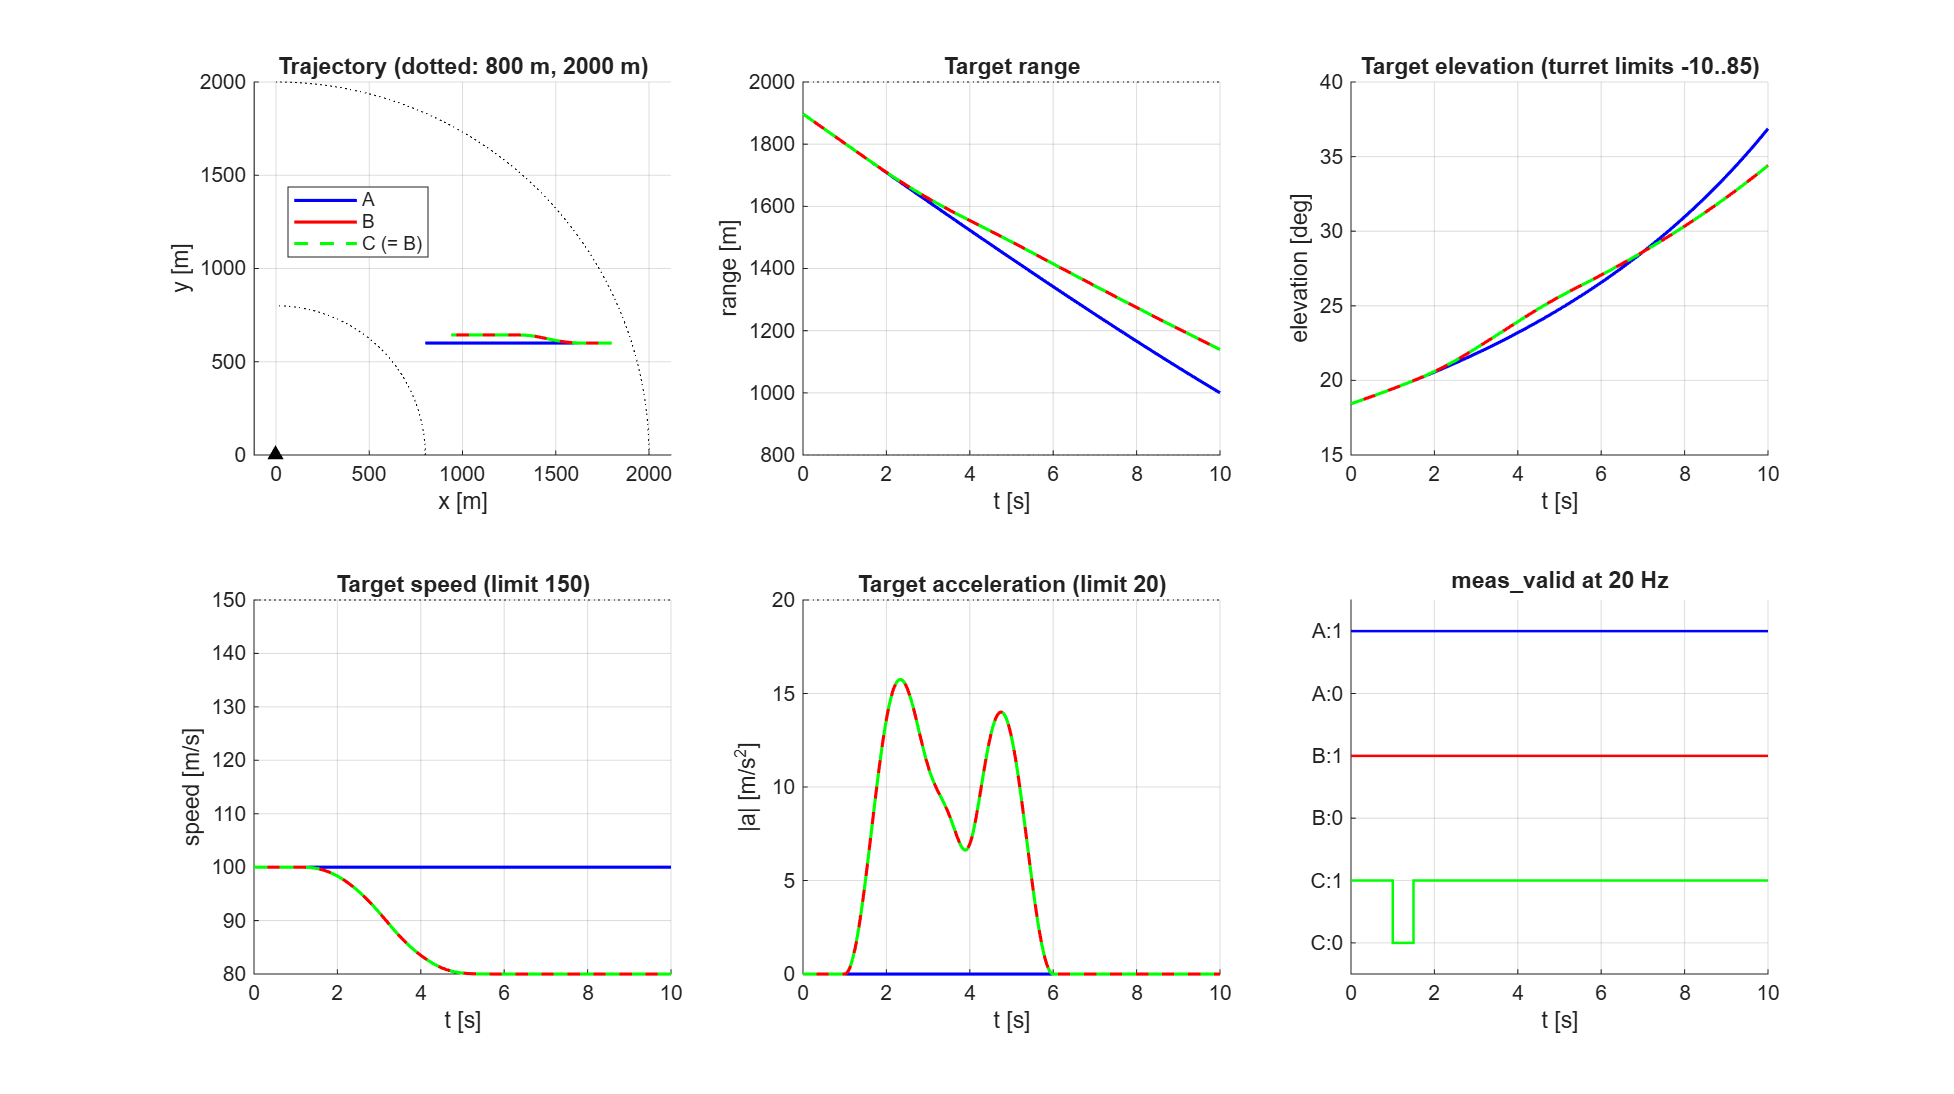 Trajectory (dotted: 800 m, 2000 m)
2000
1500
1000
500
0
y [m]
A
B
C (= B)
0 500 1000 1500 2000
x [m]
Target range
2000
1800
1600
1400
1200
1000
800
range [m]
0 2 4 6 8 10
t [s]
Target elevation (turret limits -10..85)
40
35
30
25
20
15
elevation [deg]
0 2 4 6 8 10
t [s]
Target speed (limit 150)
150
140
130
120
110
100
90
80
speed [m/s]
0 2 4 6 8 10
t [s]
Target acceleration (limit 20)
20
15
10
5
0
|a| [m/s²]
0 2 4 6 8 10
t [s]
meas_valid at 20 Hz
A:1
A:0
B:1
B:0
C:1
C:0
0 2 4 6 8 10
t [s]